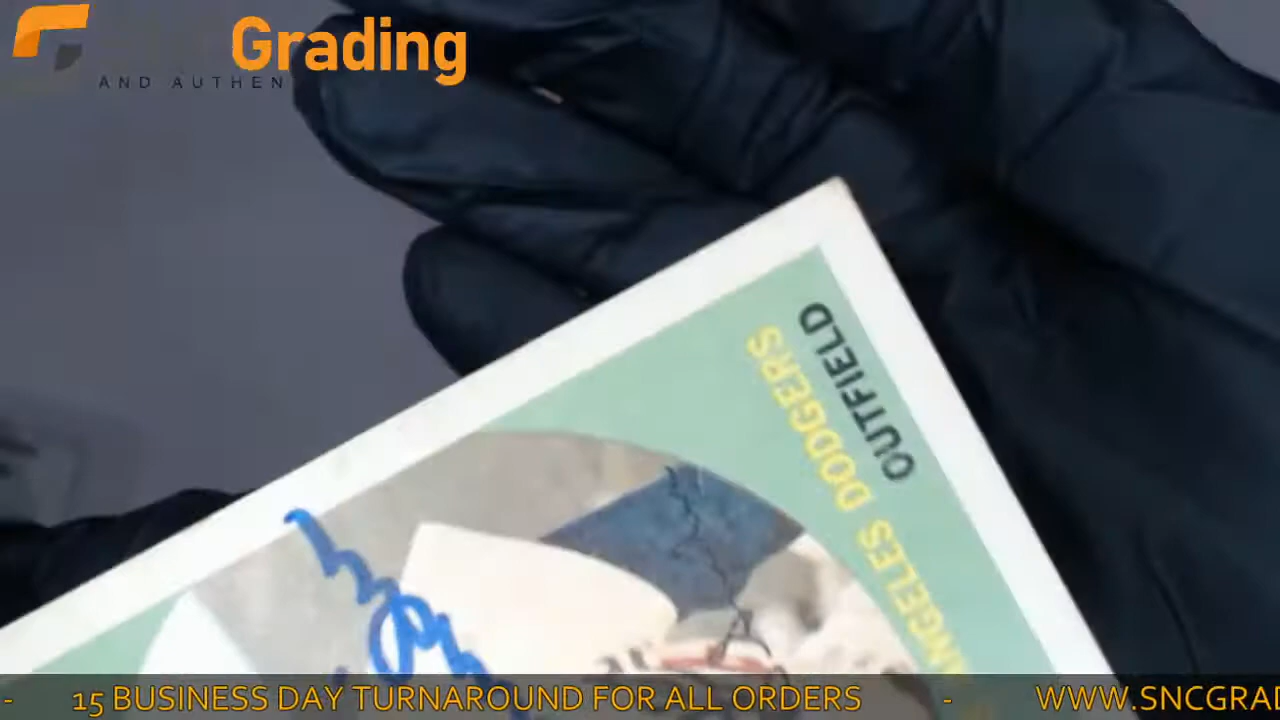 Grading
AND AUTHEN
OUTFIELD
ANGELES DODGERS
- 15 BUSINESS DAY TURNAROUND FOR ALL ORDERS - WWW.SNCGRAD